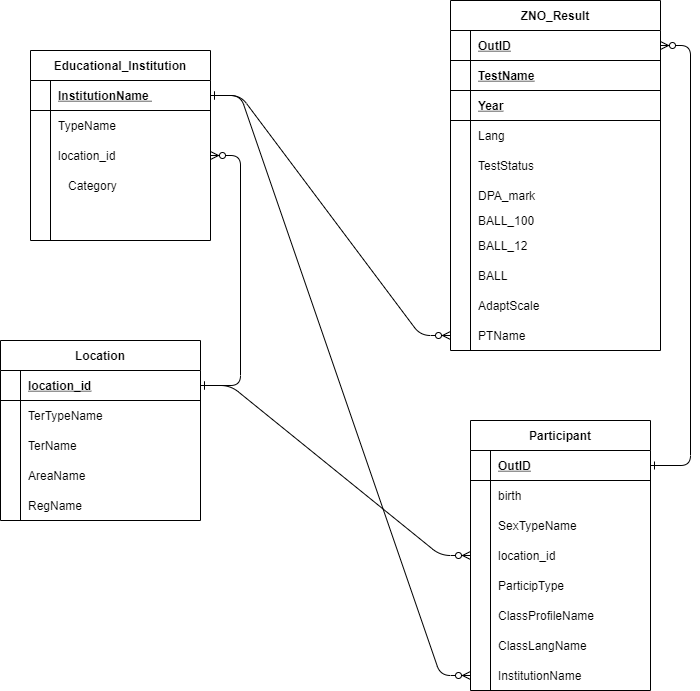 Educational_Institution
InstitutionName
TypeName
location_id
Category
Location
location_id
TerTypeName
TerName
AreaName
RegName
ZNO_Result
OutID
TestName
Year
Lang
TestStatus
DPA_mark
BALL_100
BALL_12
BALL
AdaptScale
PTName
Participant
OutID
birth
SexTypeName
location_id
ParticipType
ClassProfileName
ClassLangName
InstitutionName